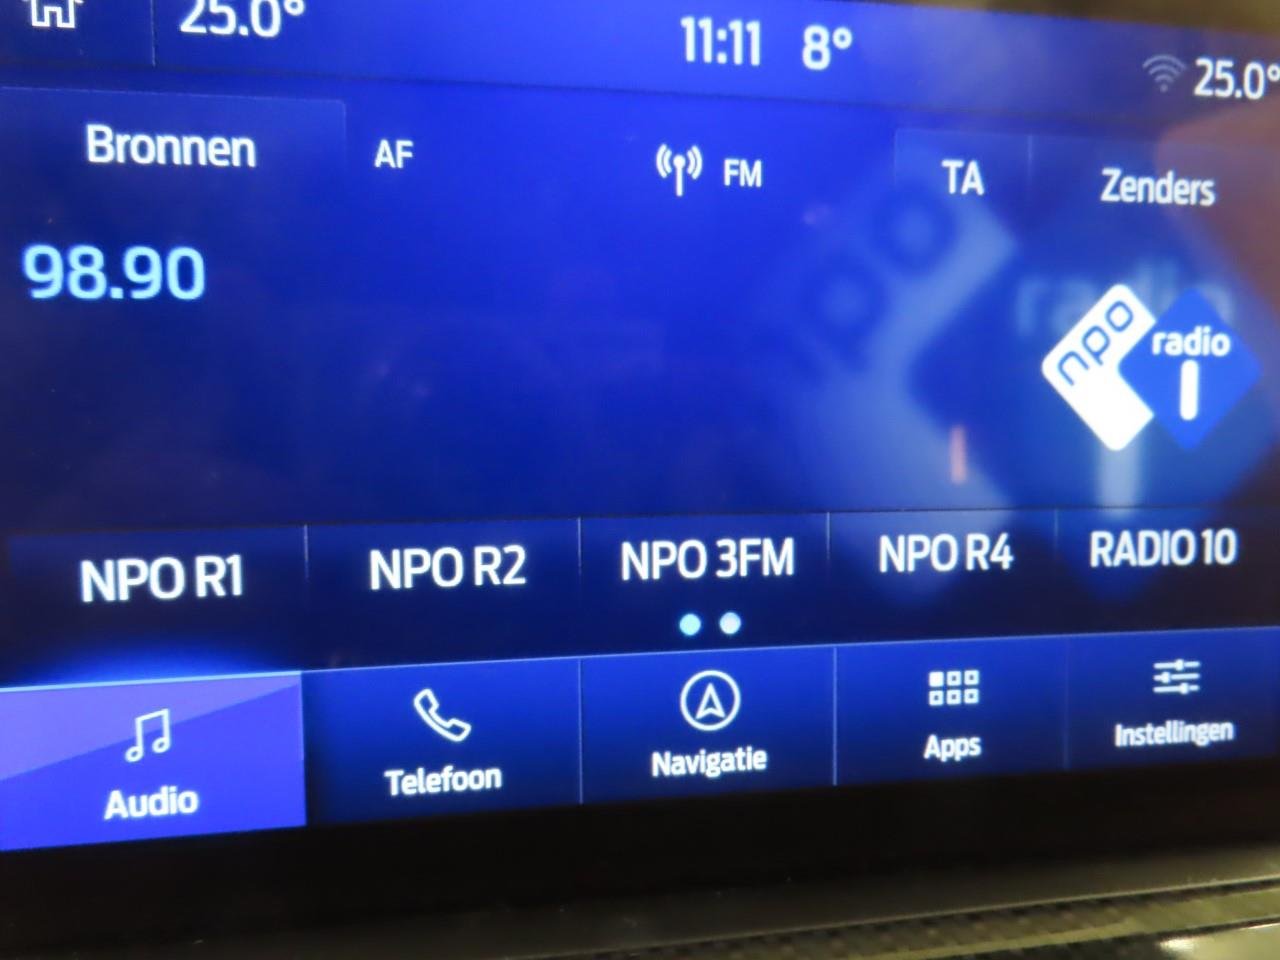 25.0°
11:11 8°
25.0°
Bronnen
AF
FM
TA
Zenders
98.90
npo
radio
1
NPO R1
NPO R2
NPO 3FM
NPO R4
RADIO 10
Audio
Telefoon
Navigatie
Apps
Instellingen